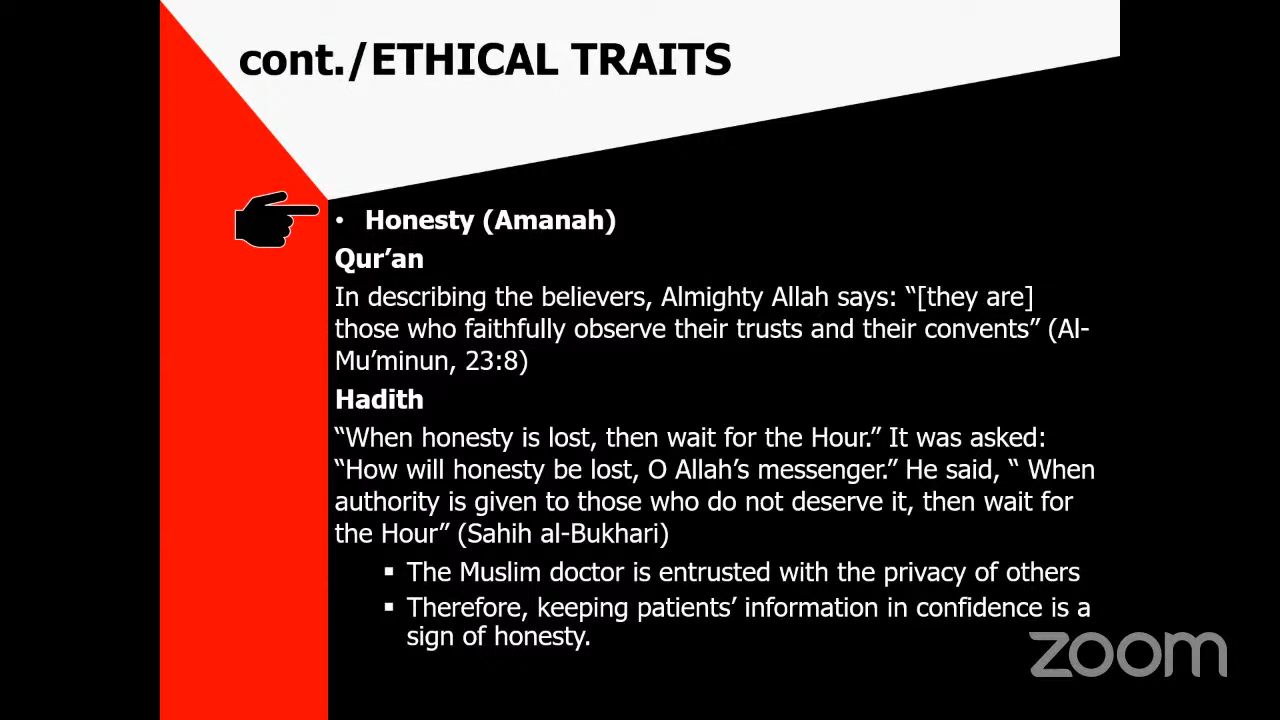 cont./ETHICAL TRAITS
• Honesty (Amanah)
Qur’an
In describing the believers, Almighty Allah says: “[they are]
those who faithfully observe their trusts and their convents” (Al-
Mu’minun, 23:8)
Hadith
“When honesty is lost, then wait for the Hour.” It was asked:
“How will honesty be lost, O Allah’s messenger.” He said, “ When
authority is given to those who do not deserve it, then wait for
the Hour” (Sahih al-Bukhari)
▪ The Muslim doctor is entrusted with the privacy of others
▪ Therefore, keeping patients’ information in confidence is a
sign of honesty.
zoom